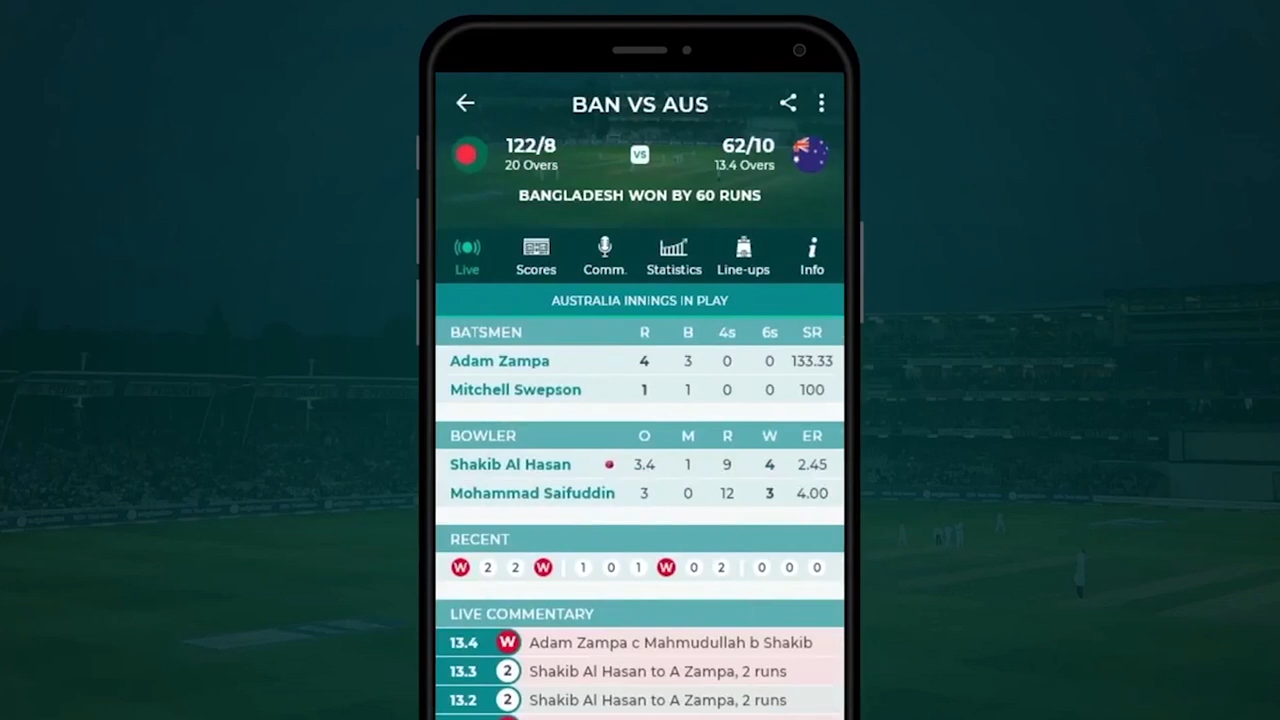 BAN VS AUS
122/8
20 Overs
VS
62/10
13.4 Overs
BANGLADESH WON BY 60 RUNS
Live Scores Comm. Statistics Line-ups Info
AUSTRALIA INNINGS IN PLAY
BATSMEN R B 4s 6s SR
Adam Zampa 4 3 0 0 133.33
Mitchell Swepson 1 1 0 0 100
BOWLER O M R W ER
Shakib Al Hasan 3.4 1 9 4 2.45
Mohammad Saifuddin 3 0 12 3 4.00
RECENT
W 2 2 W | 1 0 1 W 0 2 | 0 0 0
LIVE COMMENTARY
13.4 W Adam Zampa c Mahmudullah b Shakib
13.3 2 Shakib Al Hasan to A Zampa, 2 runs
13.2 2 Shakib Al Hasan to A Zampa, 2 runs